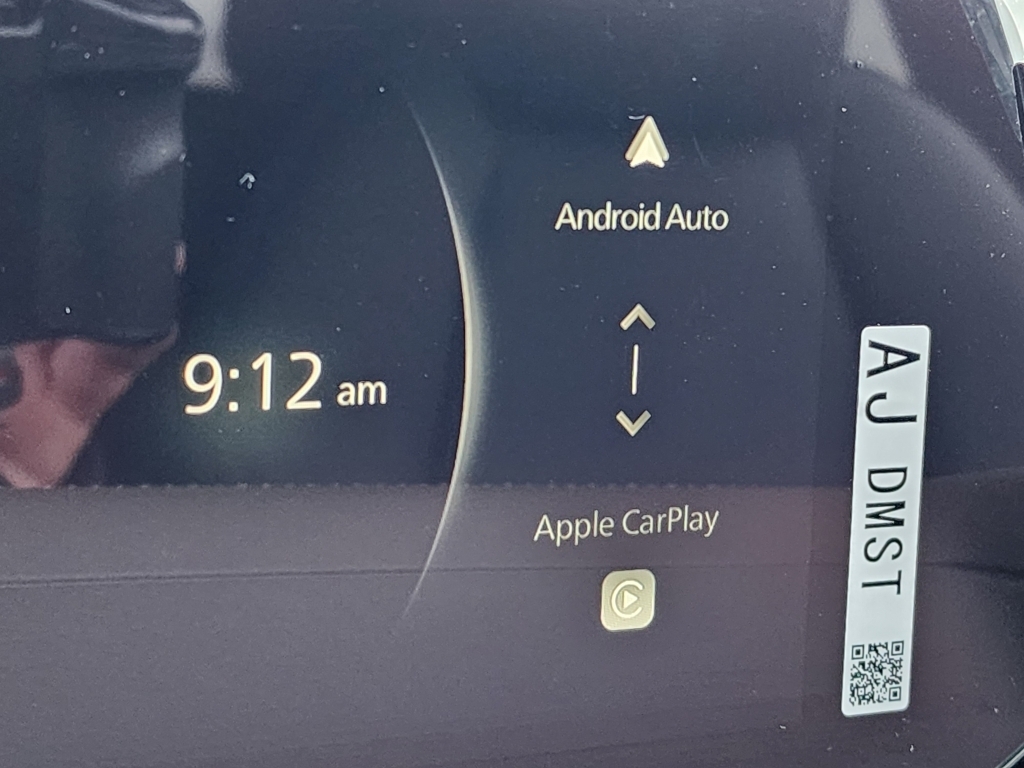 Android Auto
9:12 am
Apple CarPlay
AJ DMST